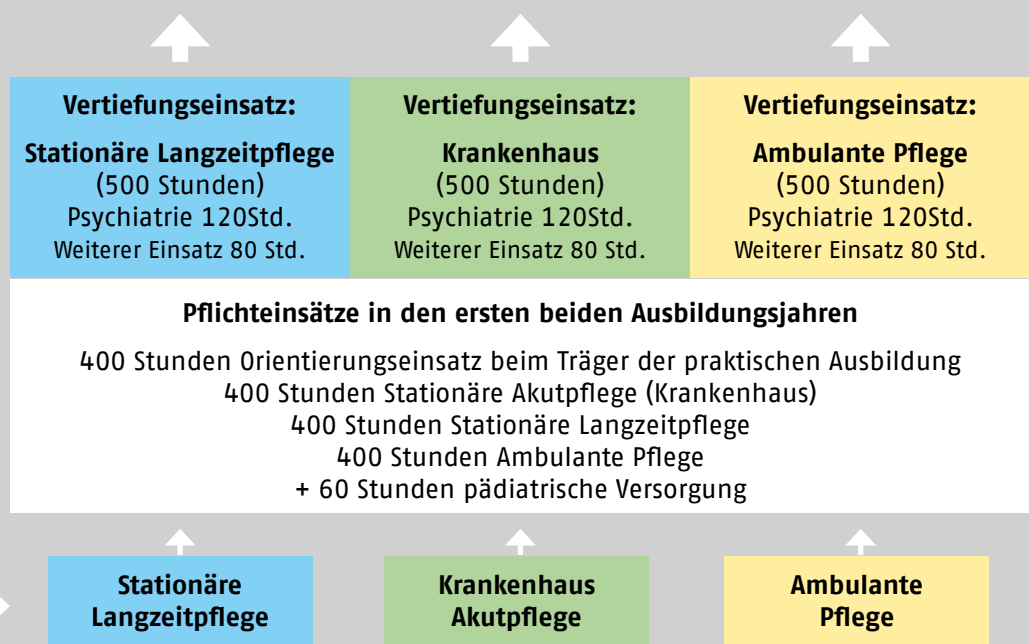 Vertiefungseinsatz:
Stationäre Langzeitpflege
(500 Stunden)
Psychiatrie 120Std.
Weiterer Einsatz 80 Std.
Vertiefungseinsatz:
Krankenhaus
(500 Stunden)
Psychiatrie 120Std.
Weiterer Einsatz 80 Std.
Vertiefungseinsatz:
Ambulante Pflege
(500 Stunden)
Psychiatrie 120Std.
Weiterer Einsatz 80 Std.
Pflichteinsätze in den ersten beiden Ausbildungsjahren
400 Stunden Orientierungseinsatz beim Träger der praktischen Ausbildung
400 Stunden Stationäre Akutpflege (Krankenhaus)
400 Stunden Stationäre Langzeitpflege
400 Stunden Ambulante Pflege
+ 60 Stunden pädiatrische Versorgung
Stationäre
Langzeitpflege
Krankenhaus
Akutpflege
Ambulante
Pflege